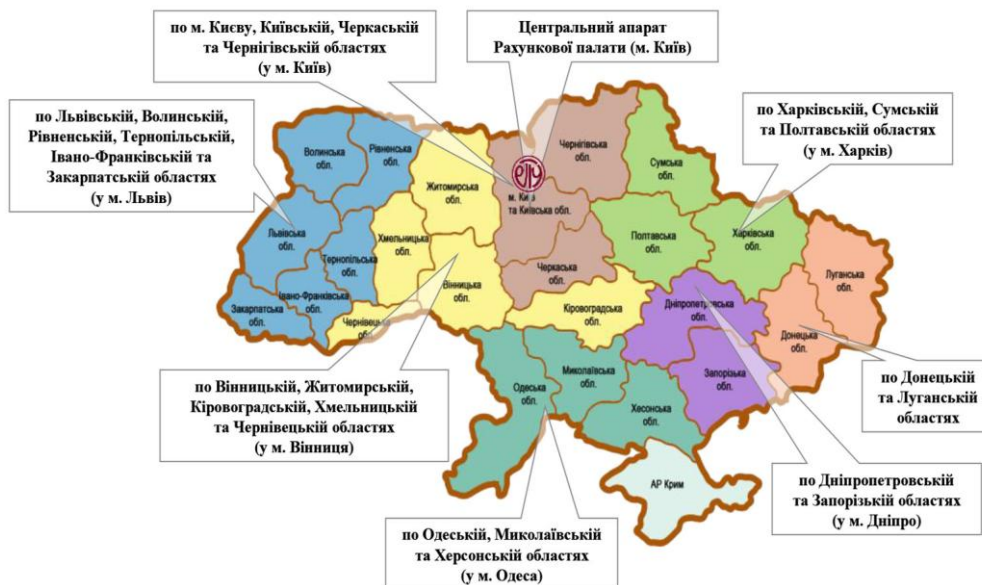 по м. Києву, Київській, Черкаській
та Чернігівській областях
(у м. Київ)
Центральний апарат
Рахункової палати (м. Київ)
по Львівській, Волинській,
Рівненській, Тернопільській,
Івано-Франківській та
Закарпатській областях
(у м. Львів)
по Харківській, Сумській
та Полтавській областях
(у м. Харків)
Волинська
обл.
Рівненська
обл.
Житомирська
обл.
Чернігівська
обл.
Сумська
обл.
м. Київ
та Київська обл.
Львівська
обл.
Тернопільська
обл.
Хмельницька
обл.
Вінницька
обл.
Черкаська
обл.
Полтавська
обл.
Харківська
обл.
Луганська
обл.
Закарпатська
обл.
Івано-Франківська
обл.
Чернівецька
обл.
Кіровоградська
обл.
Дніпропетровська
обл.
Донецька
обл.
Одеська
обл.
Миколаївська
обл.
Хесонська
обл.
Запорізька
обл.
АР Крим
по Вінницькій, Житомирській,
Кіровоградській, Хмельницькій
та Чернівецькій областях
(у м. Вінниця)
по Донецькій
та Луганській
областях
по Дніпропетровській
та Запорізькій областях
(у м. Дніпро)
по Одеській, Миколаївській
та Херсонській областях
(у м. Одеса)